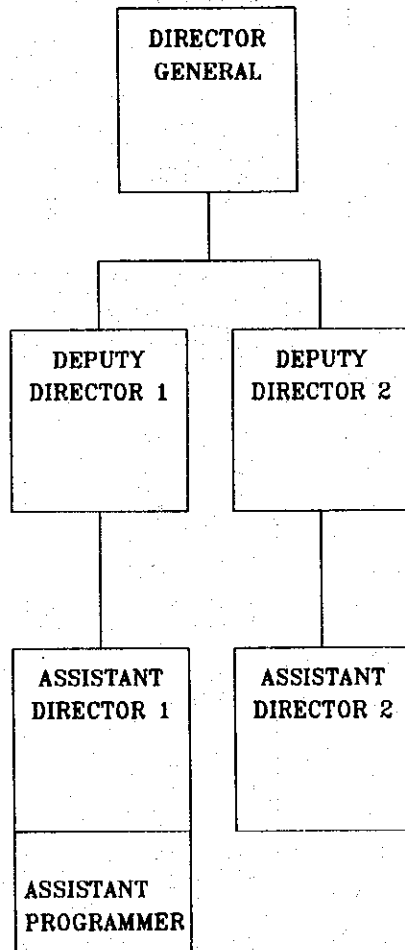 DIRECTOR
GENERAL
DEPUTY
DIRECTOR 1
DEPUTY
DIRECTOR 2
ASSISTANT
DIRECTOR 1
ASSISTANT
DIRECTOR 2
ASSISTANT
PROGRAMMER